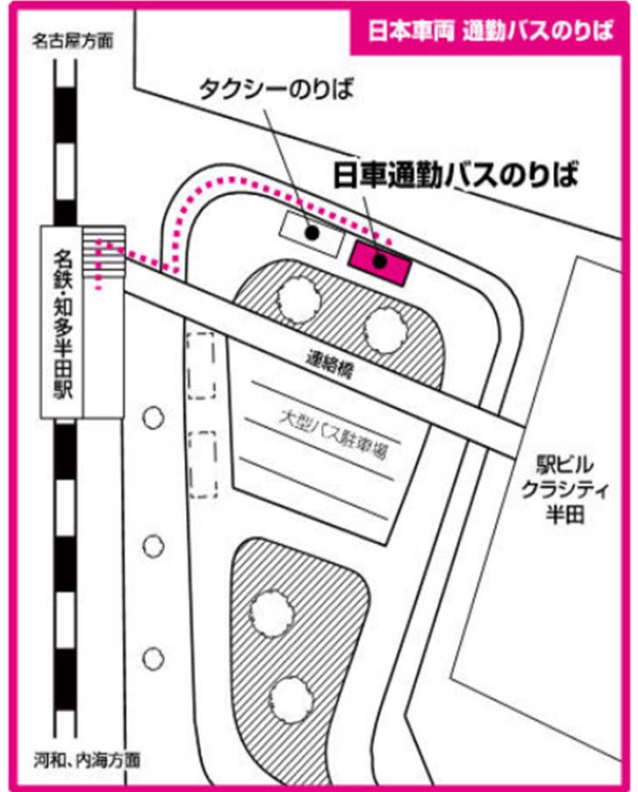 日本車両 通勤バスのりば
名古屋方面
タクシーのりば
日車通勤バスのりば
名鉄・知多半田駅
連絡橋
大型バス駐車場
駅ビル
クラシティ
半田
河和、内海方面